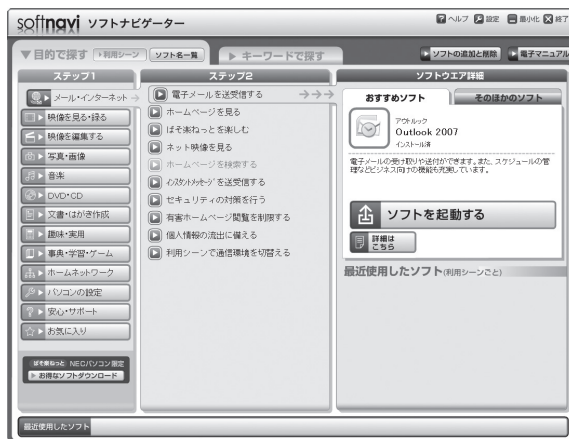 softnavi ソフトナビゲーター
ヘルプ 設定 最小化 終了
▼目的で探す 利用シーン ソフト名一覧 ▶キーワードで探す ソフトの追加と削除 電子マニュアル
ステップ1
メール・インターネット
映像を見る・録る
映像を編集する
写真・画像
音楽
DVD・CD
文書・はがき作成
趣味・実用
事典・学習・ゲーム
ホームネットワーク
パソコンの設定
安心・サポート
お気に入り
ぱそ楽ねっと NECパソコン限定
お得なソフトダウンロード
ステップ2
電子メールを送受信する
ホームページを見る
ぱそ楽ねっとを楽しむ
ネット映像を見る
ホームページを検索する
インスタントメッセージを送受信する
セキュリティの対策を行う
有害ホームページ閲覧を制限する
個人情報の流出に備える
利用シーンで通信環境を切替える
ソフトウエア詳細
おすすめソフト そのほかのソフト
アウトルック
Outlook 2007
インストール済
電子メールの受け取りや送付ができます。また、スケジュールの管
理などビジネス向けの機能も充実しています。
ソフトを起動する
詳細は
こちら
最近使用したソフト(利用シーンごと)
最近使用したソフト